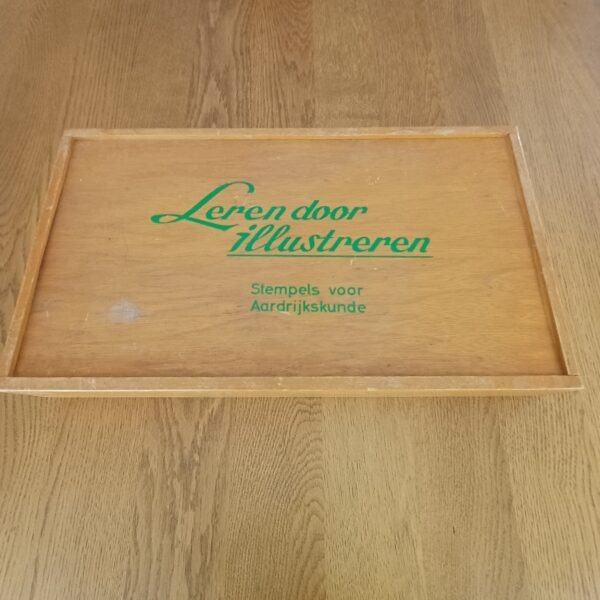 Leren door
illustreren
Stempels voor
Aardrijkskunde